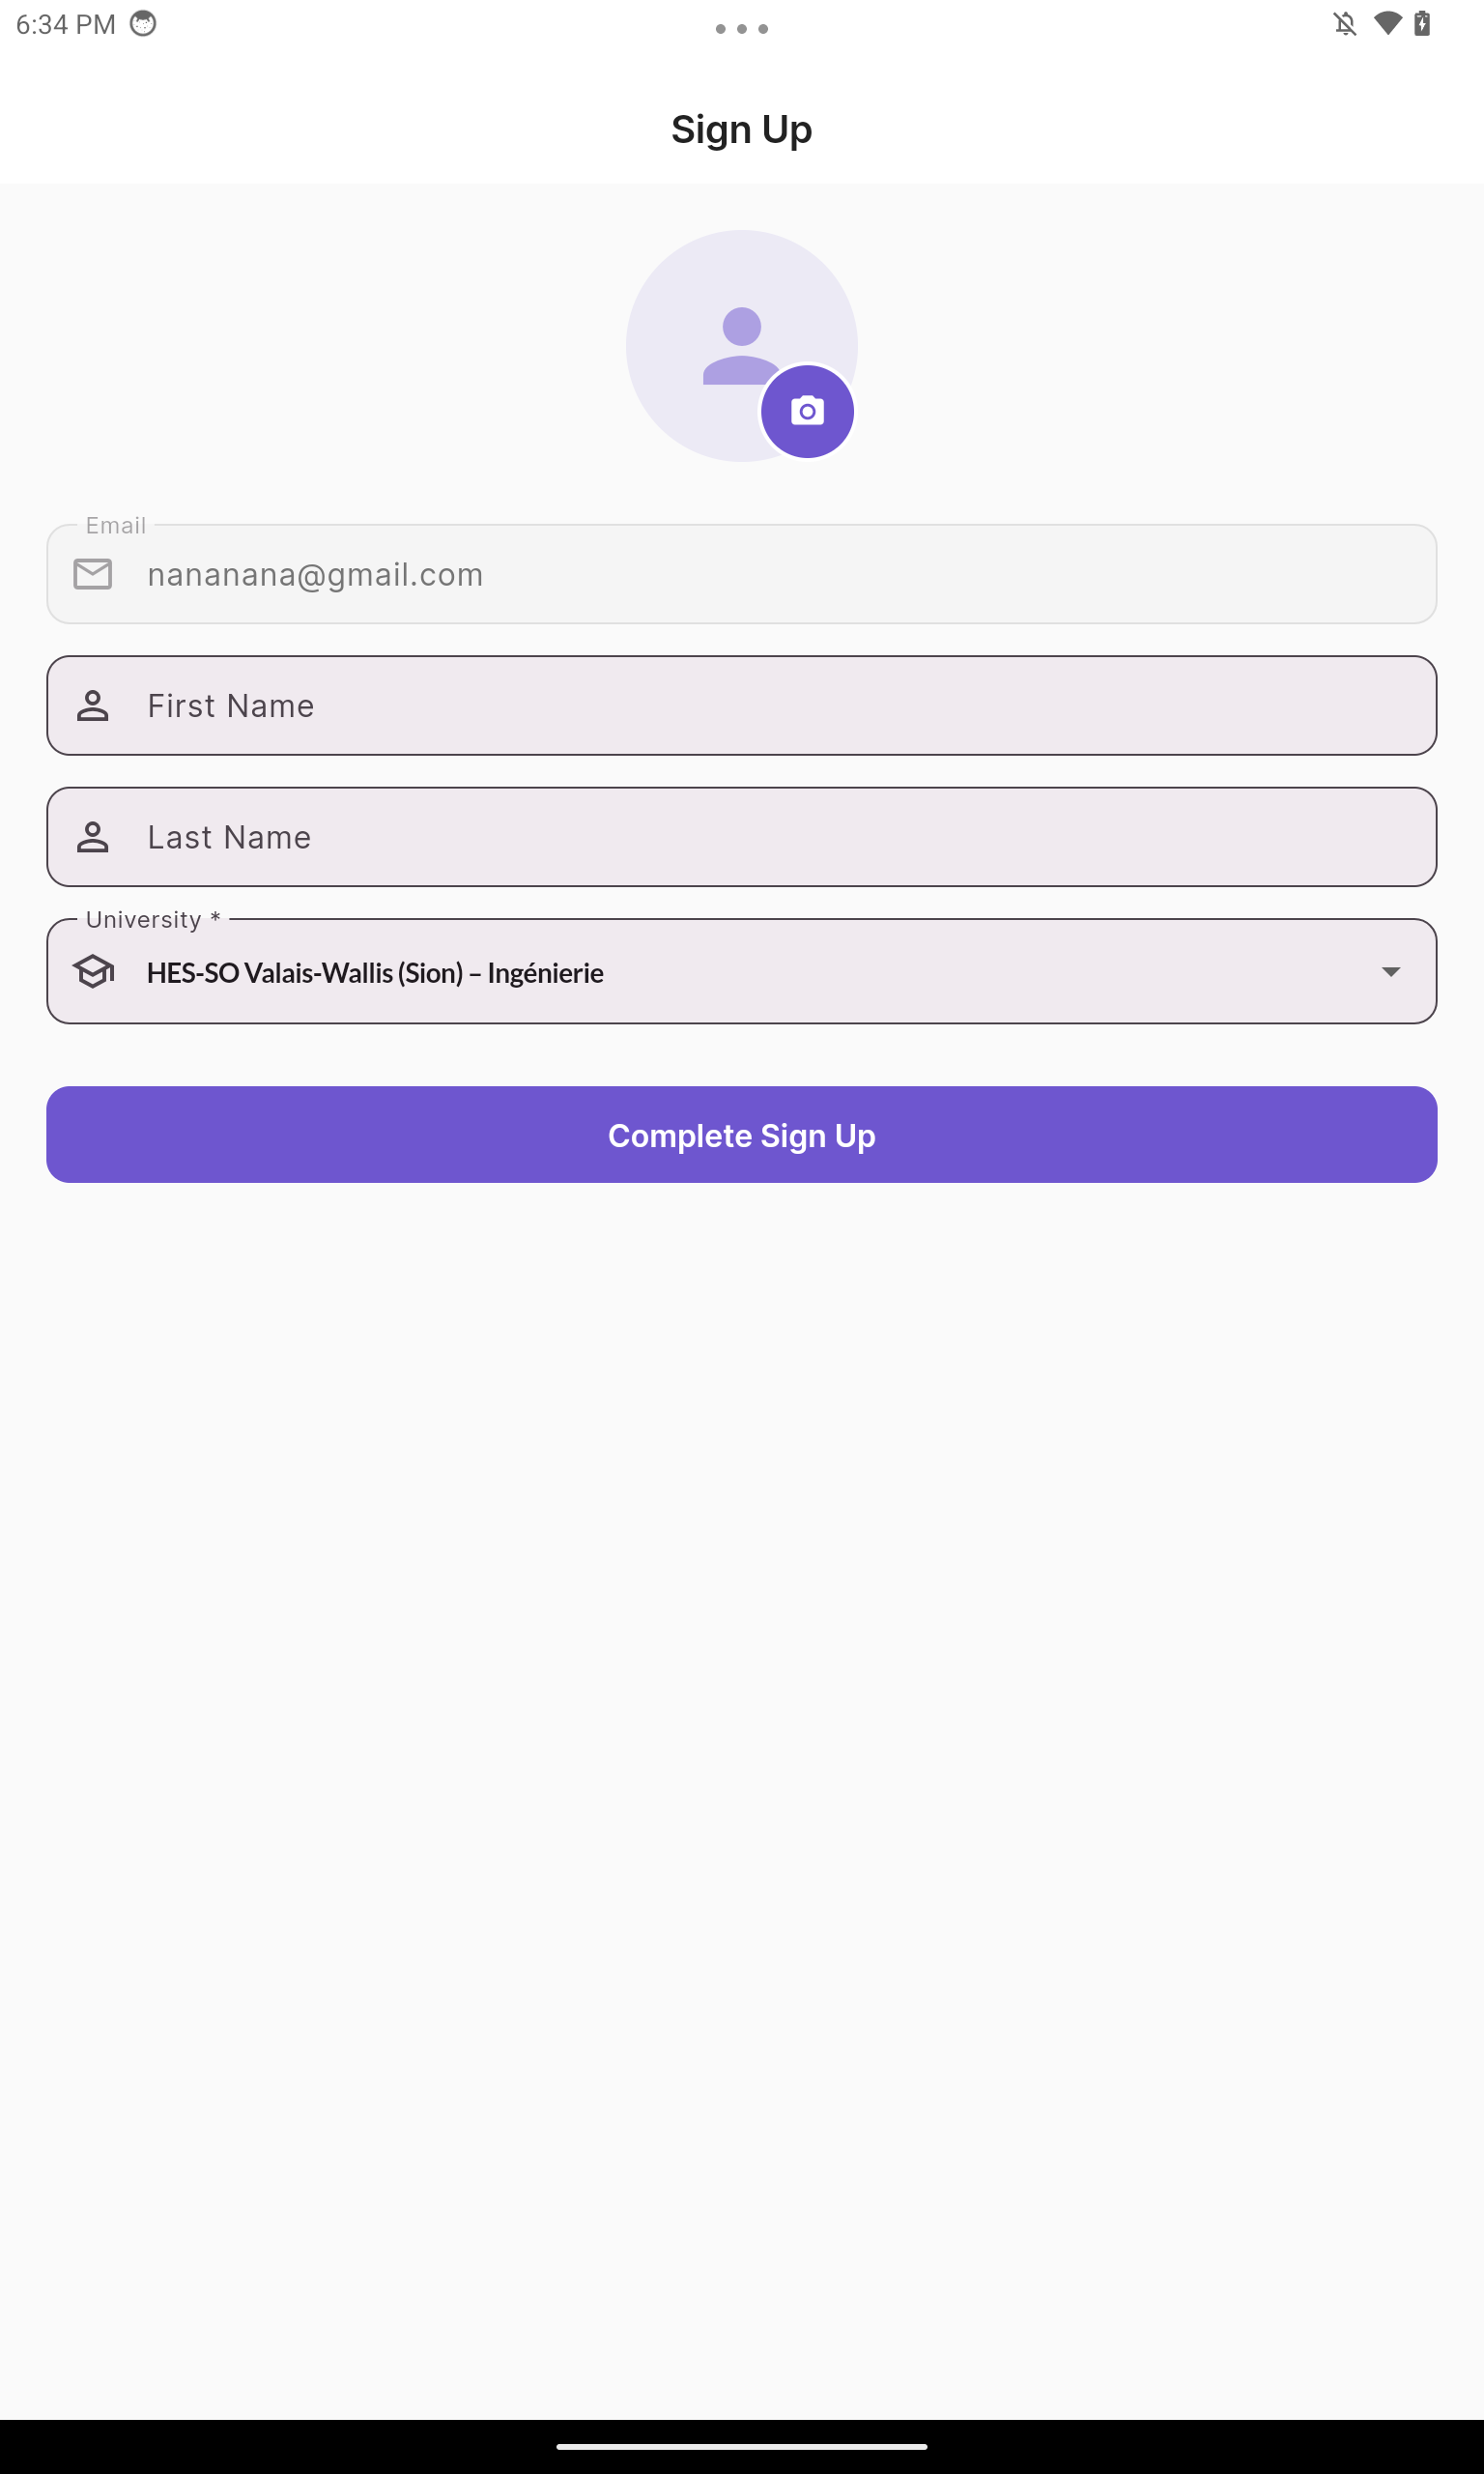 6:34 PM
Sign Up
Email
nananana@gmail.com
First Name
Last Name
University *
HES-SO Valais-Wallis (Sion) – Ingénierie
Complete Sign Up